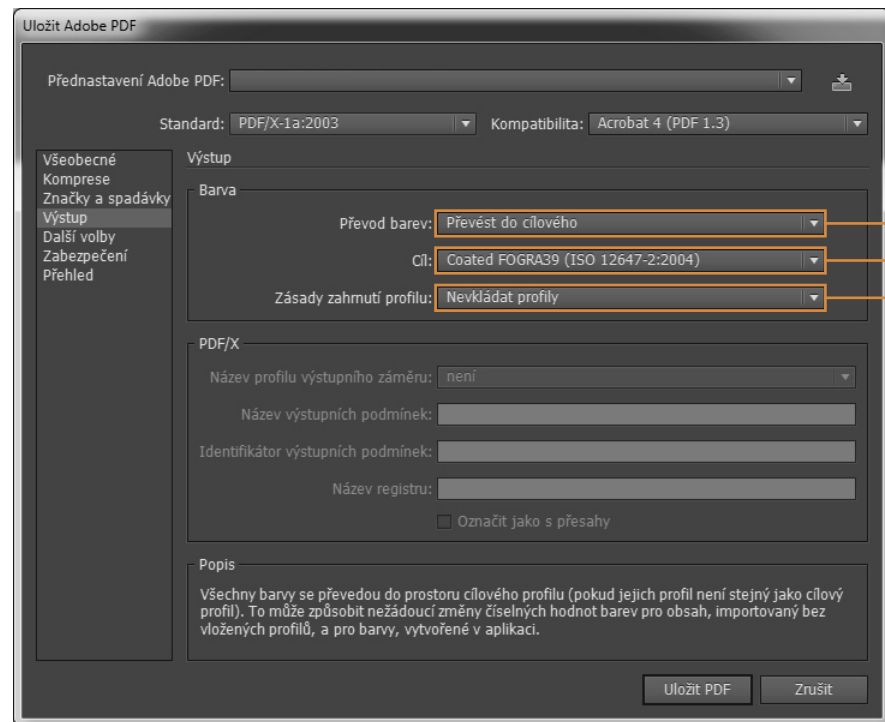 Uložit Adobe PDF
Přednastavení Adobe PDF:
Standard: PDF/X-1a:2003 Kompatibilita: Acrobat 4 (PDF 1.3)
Všeobecné
Komprese
Značky a spadávky
Výstup
Další volby
Zabezpečení
Přehled
Výstup
Barva
Převod barev: Převést do cílového
Cíl: Coated FOGRA39 (ISO 12647-2:2004)
Zásady zahrnutí profilu: Nevkládat profily
PDF/X
Název profilu výstupního záměru: není
Název výstupních podmínek:
Identifikátor výstupních podmínek:
Název registru:
Označit jako s přesahy
Popis
Všechny barvy se převedou do prostoru cílového profilu (pokud jejich profil není stejný jako cílový
profil). To může způsobit nežádoucí změny číselných hodnot barev pro obsah, importovaný bez
vložených profilů, a pro barvy, vytvořené v aplikaci.
Uložit PDF Zrušit